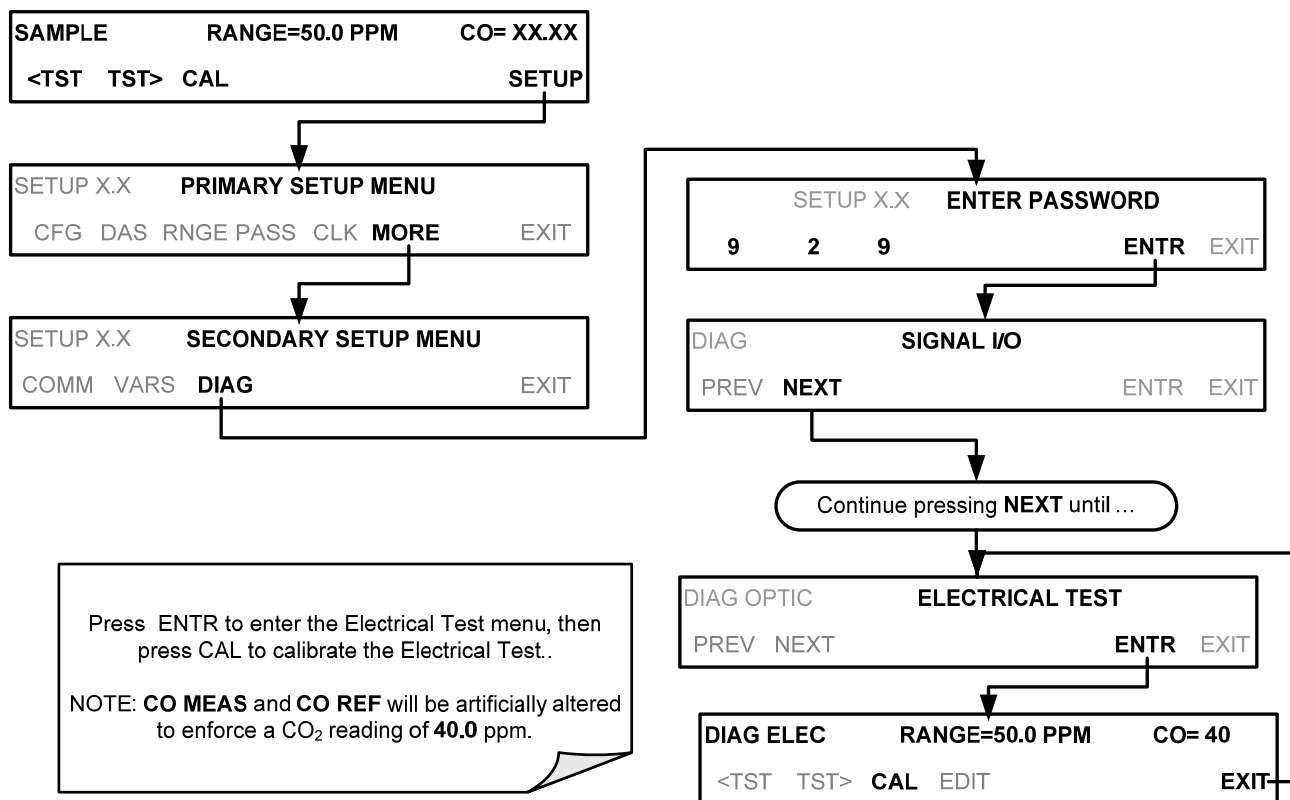 SAMPLE RANGE=50.0 PPM CO= XX.XX
<TST TST> CAL SETUP
SETUP X.X PRIMARY SETUP MENU
CFG DAS RNGE PASS CLK MORE EXIT
SETUP X.X SECONDARY SETUP MENU
COMM VARS DIAG EXIT
SETUP X.X ENTER PASSWORD
9 2 9 ENTR EXIT
DIAG SIGNAL I/O
PREV NEXT ENTR EXIT
Continue pressing NEXT until ...
DIAG OPTIC ELECTRICAL TEST
PREV NEXT ENTR EXIT
DIAG ELEC RANGE=50.0 PPM CO= 40
<TST TST> CAL EDIT EXIT
Press ENTR to enter the Electrical Test menu, then
press CAL to calibrate the Electrical Test..
NOTE: CO MEAS and CO REF will be artificially altered
to enforce a CO₂ reading of 40.0 ppm.